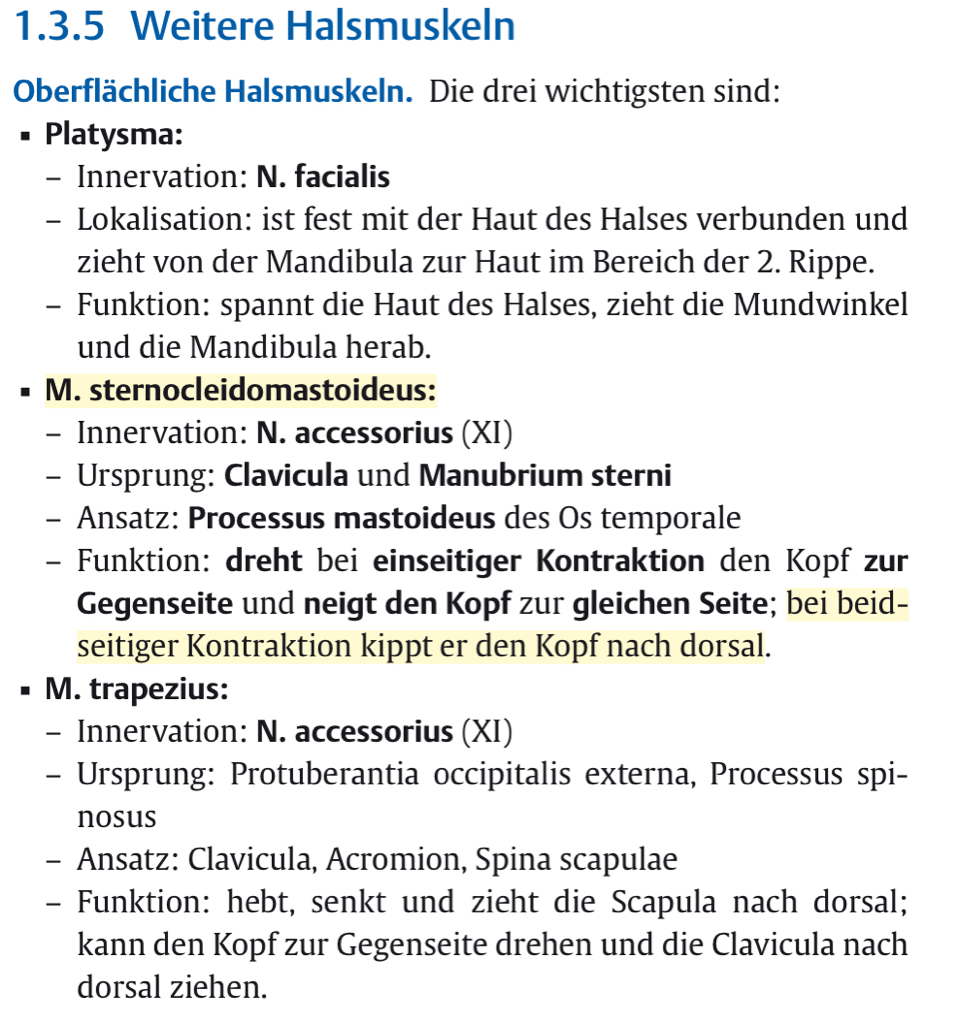 1.3.5 Weitere Halsmuskeln
Oberflächliche Halsmuskeln. Die drei wichtigsten sind:
▪ Platysma:
– Innervation: N. facialis
– Lokalisation: ist fest mit der Haut des Halses verbunden und
zieht von der Mandibula zur Haut im Bereich der 2. Rippe.
– Funktion: spannt die Haut des Halses, zieht die Mundwinkel
und die Mandibula herab.
▪ M. sternocleidomastoideus:
– Innervation: N. accessorius (XI)
– Ursprung: Clavicula und Manubrium sterni
– Ansatz: Processus mastoideus des Os temporale
– Funktion: dreht bei einseitiger Kontraktion den Kopf zur
Gegenseite und neigt den Kopf zur gleichen Seite; bei beid-
seitiger Kontraktion kippt er den Kopf nach dorsal.
▪ M. trapezius:
– Innervation: N. accessorius (XI)
– Ursprung: Protuberantia occipitalis externa, Processus spi-
nosus
– Ansatz: Clavicula, Acromion, Spina scapulae
– Funktion: hebt, senkt und zieht die Scapula nach dorsal;
kann den Kopf zur Gegenseite drehen und die Clavicula nach
dorsal ziehen.